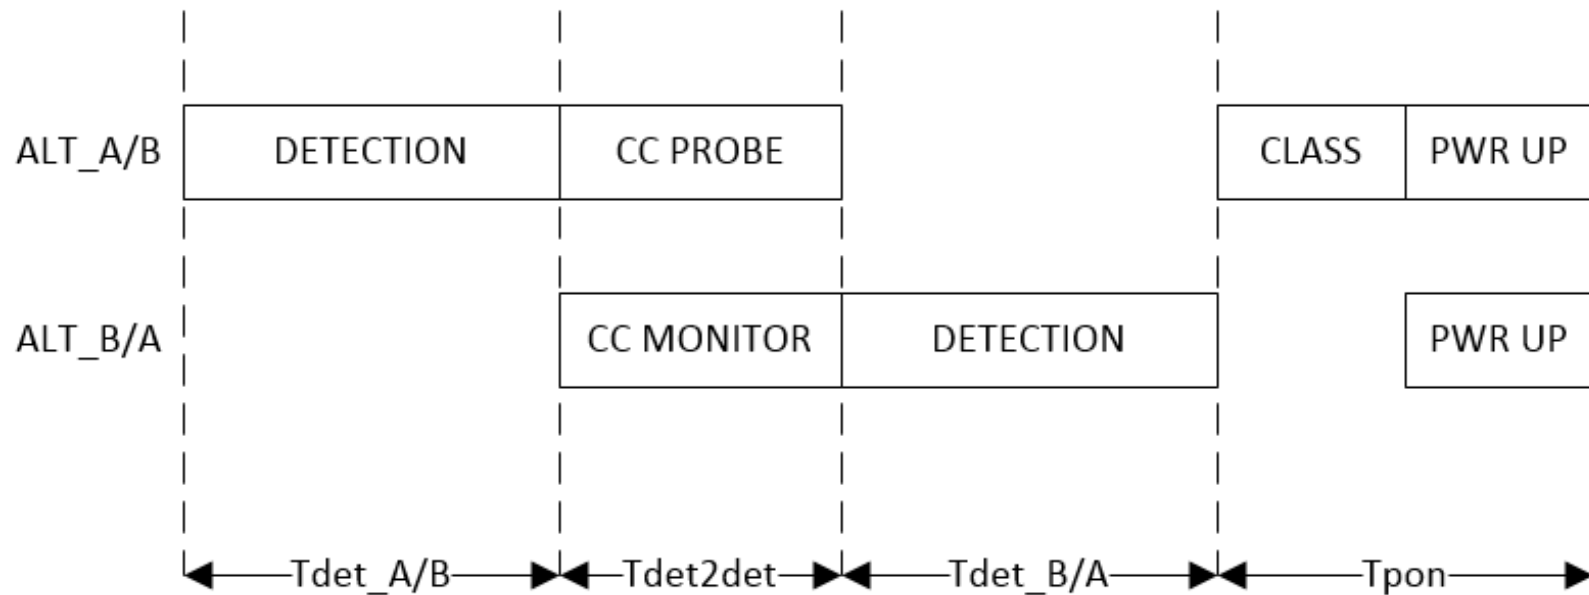 ALT_A/B DETECTION CC PROBE CLASS PWR UP
ALT_B/A CC MONITOR DETECTION PWR UP
Tdet_A/B Tdet2det Tdet_B/A Tpon